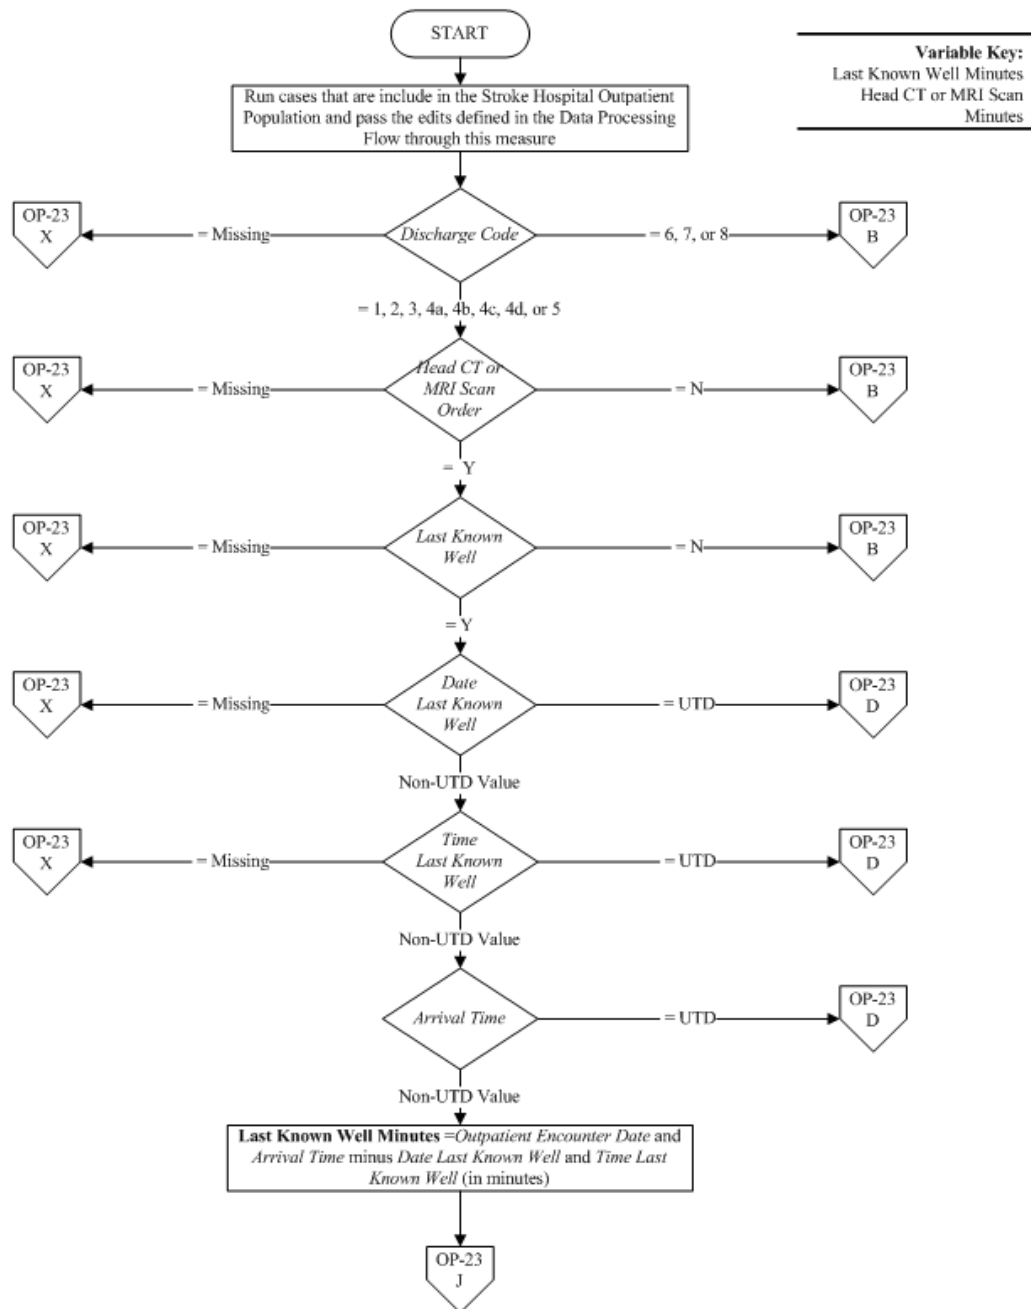 START
Variable Key:
Last Known Well Minutes
Head CT or MRI Scan
Minutes
Run cases that are include in the Stroke Hospital Outpatient
Population and pass the edits defined in the Data Processing
Flow through this measure
OP-23
X
= Missing
Discharge Code
= 6, 7, or 8
OP-23
B
= 1, 2, 3, 4a, 4b, 4c, 4d, or 5
OP-23
X
= Missing
Head CT or
MRI Scan
Order
= N
OP-23
B
= Y
OP-23
X
= Missing
Last Known
Well
= N
OP-23
B
= Y
OP-23
X
= Missing
Date
Last Known
Well
= UTD
OP-23
D
Non-UTD Value
OP-23
X
= Missing
Time
Last Known
Well
= UTD
OP-23
D
Non-UTD Value
Arrival Time
= UTD
OP-23
D
Non-UTD Value
Last Known Well Minutes =Outpatient Encounter Date and
Arrival Time minus Date Last Known Well and Time Last
Known Well (in minutes)
OP-23
J